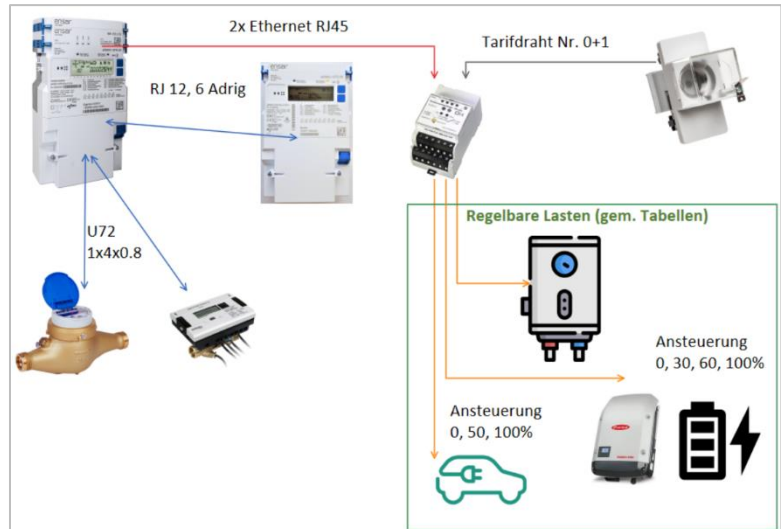 2x Ethernet RJ45
Tarifdraht Nr. 0+1
RJ 12, 6 Adrig
Regelbare Lasten (gem. Tabellen)
U72
1x4x0.8
Ansteuerung
0, 30, 60, 100%
Ansteuerung
0, 50, 100%